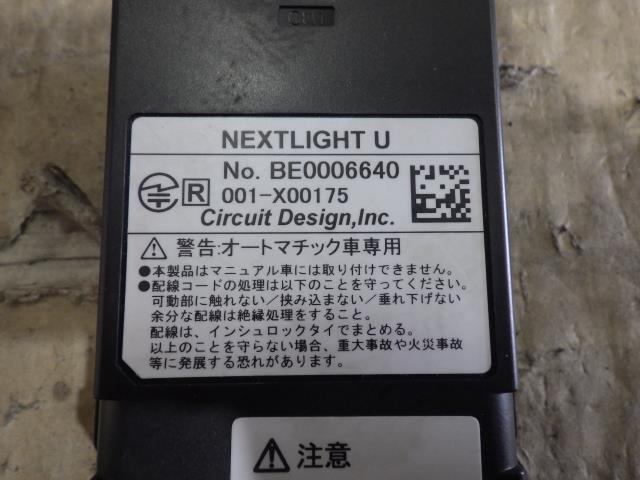 NEXTLIGHT U
No. BE0006640
R 001-X00175
Circuit Design,Inc.
警告:オートマチック車専用
●本製品はマニュアル車には取り付けできません。
●配線コードの処理は以下のことを守ってください。
可動部に触れない/挟み込まない/垂れ下げない
余分な配線は絶縁処理をすること。
配線は、インシュロックタイでまとめる。
以上のことを守らない場合、重大事故や火災事故
等に発展する恐れがあります。
注意